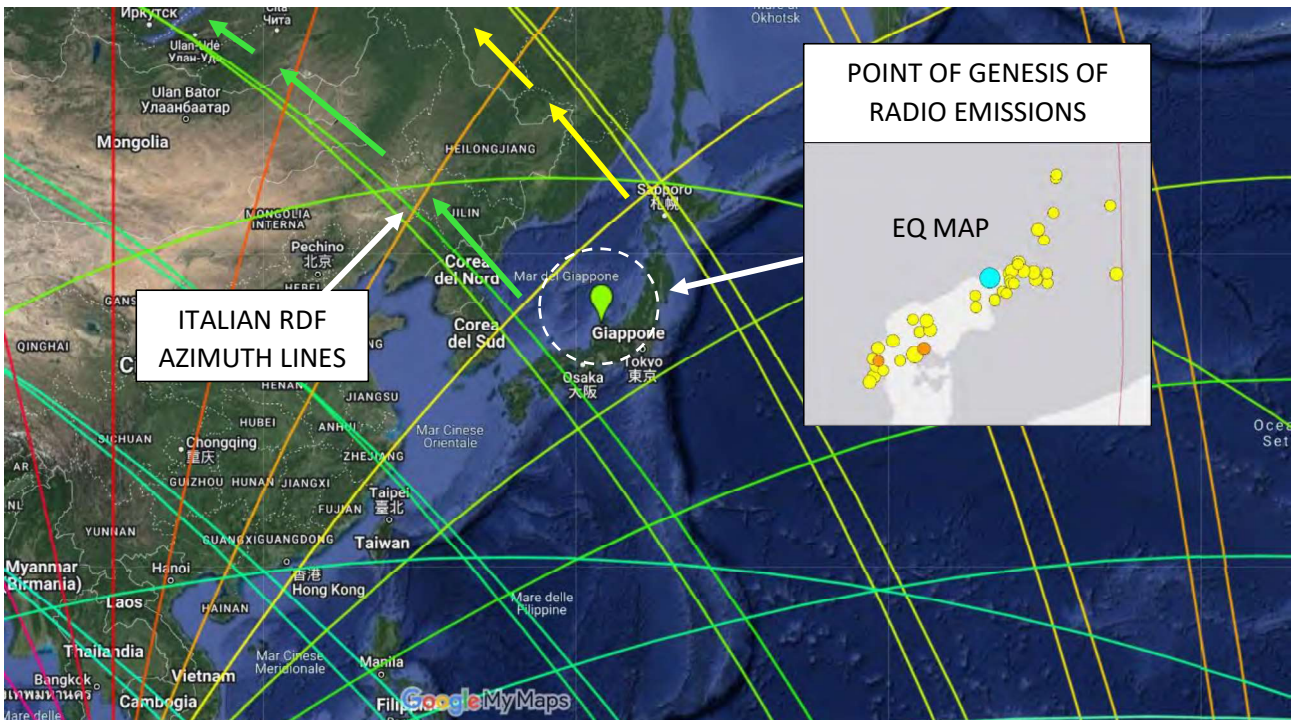 Иркутск
Чита
Ulan-Udé
Улан-Удэ
Mare di
Okhotsk
Ulan Bator
Улаанбаатар
Mongolia
HEILONGJIANG
MONGOLIA
INTERNA
JILIN
Sapporo
札幌
Pechino
北京
HEBEI
Corea
del Nord
Mar del Giappone
Corea
del Sud
Giappone
Tokyo
東京
Osaka
大阪
POINT OF GENESIS OF
RADIO EMISSIONS
EQ MAP
ITALIAN RDF
AZIMUTH LINES
QINGHAI
HENAN
JIANGSU
HUBEI
ANHUI
SICHUAN
Chongqing
重庆
ZHEJIANG
Mar Cinese
Orientale
GUIZHOU
HUNAN
JIANGXI
FUJIAN
Taipei
臺北
Taiwan
YUNNAN
GUANGXI
GUANGDONG
Myanmar
(Birmania)
Hanoi
香港
Hong Kong
Laos
HAINAN
Mare delle
Filippine
Thailandia
Bangkok
Vietnam
Cambogia
Mar Cinese
Meridionale
Manila
Google My Maps